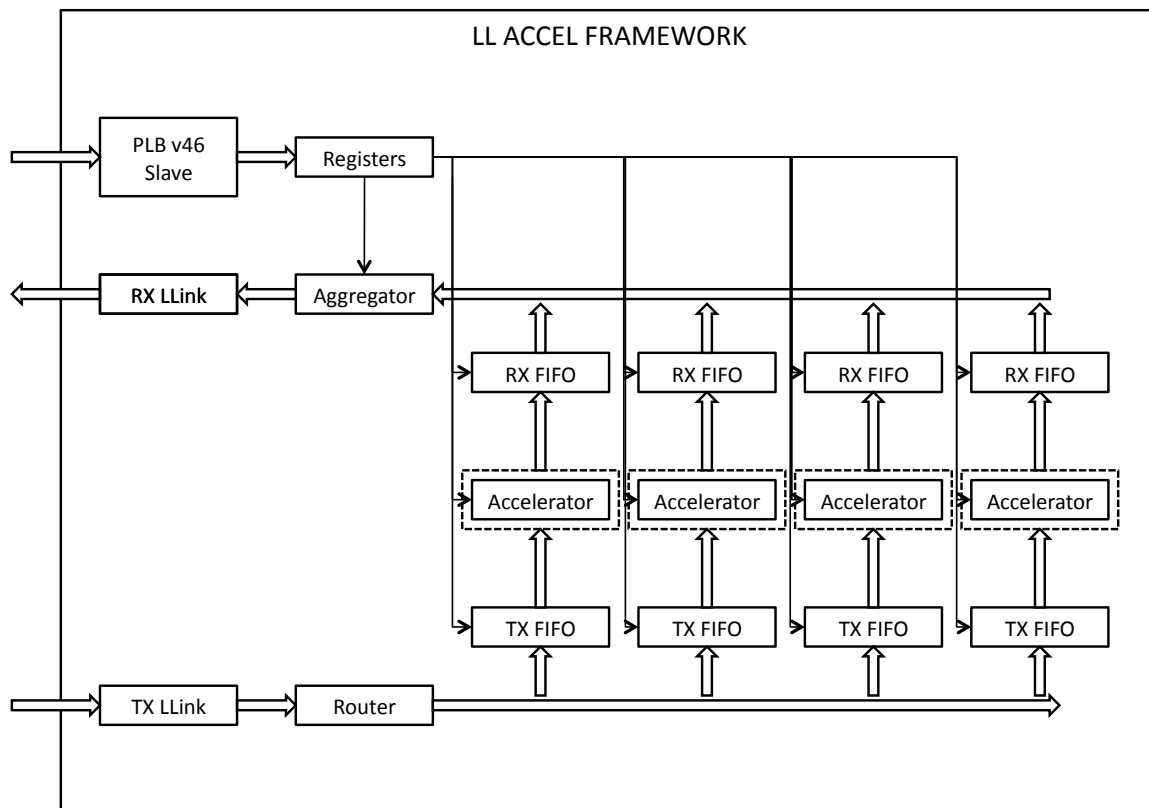 LL ACCEL FRAMEWORK
PLB v46
Slave
Registers
RX LLink
Aggregator
RX FIFO
RX FIFO
RX FIFO
RX FIFO
Accelerator
Accelerator
Accelerator
Accelerator
TX FIFO
TX FIFO
TX FIFO
TX FIFO
TX LLink
Router